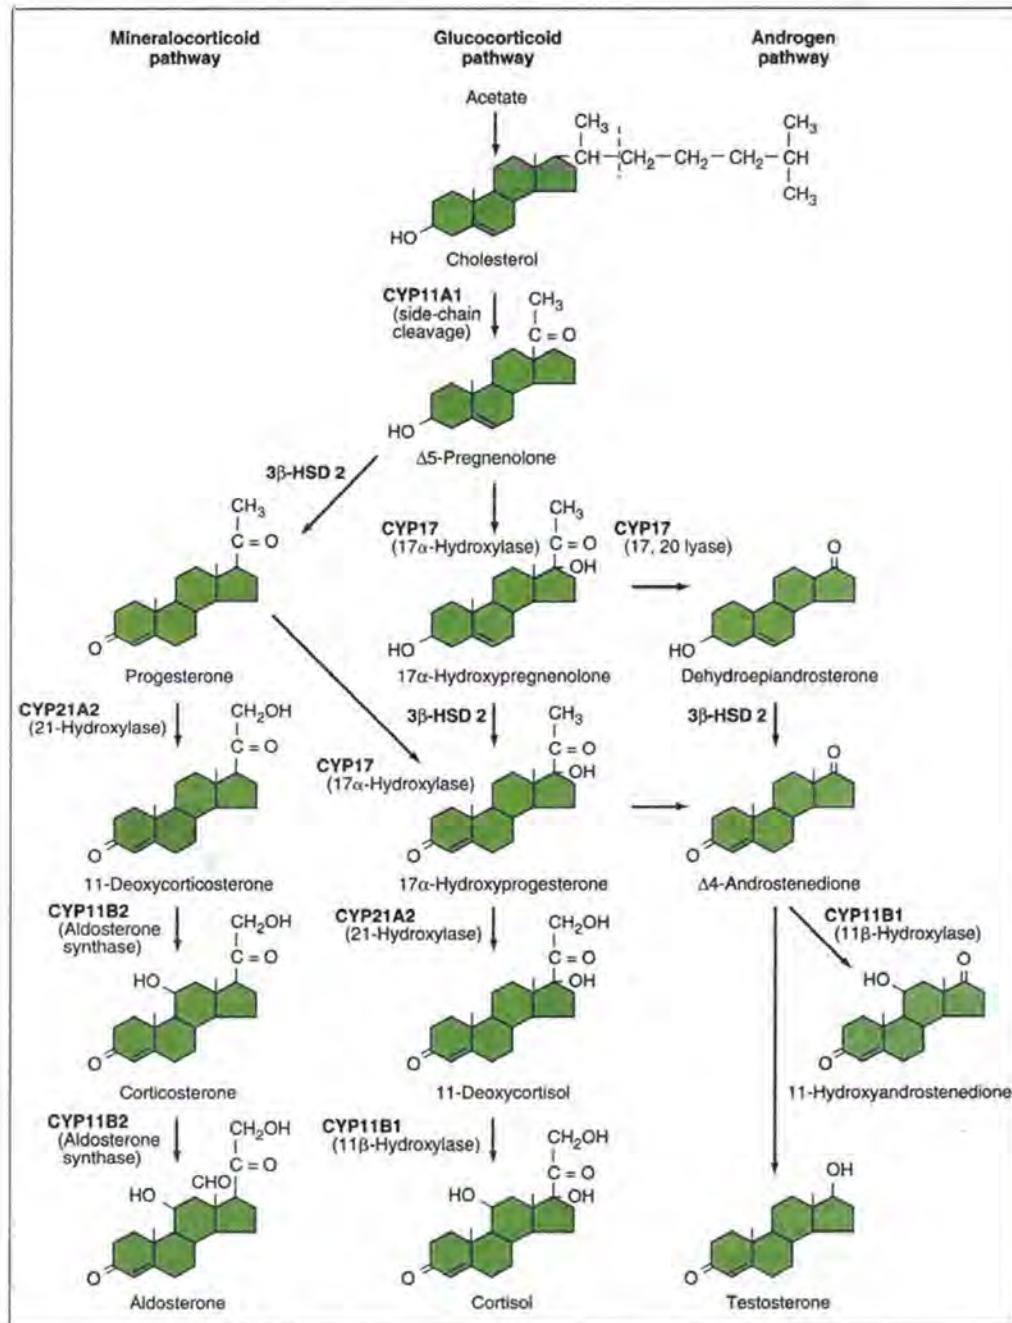 Mineralocorticoid
pathway
Glucocorticoid
pathway
Androgen
pathway
Acetate
CH3
CH3
CH—CH2—CH2—CH2—CH
CH3
HO
Cholesterol
CYP11A1
(side-chain
cleavage)
CH3
C=O
HO
Δ5-Pregnenolone
3β-HSD 2
CH3
C=O
O
Progesterone
CYP17
(17α-Hydroxylase)
CH3
C=O
OH
HO
17α-Hydroxypregnenolone
CYP17
(17, 20 lyase)
O
HO
Dehydroepiandrosterone
CYP21A2
(21-Hydroxylase)
CH2OH
C=O
O
11-Deoxycorticosterone
CYP17
(17α-Hydroxylase)
3β-HSD 2
CH3
C=O
OH
O
17α-Hydroxyprogesterone
3β-HSD 2
O
O
Δ4-Androstenedione
CYP11B2
(Aldosterone
synthase)
CH2OH
C=O
HO
O
Corticosterone
CYP21A2
(21-Hydroxylase)
CH2OH
C=O
OH
O
11-Deoxycortisol
CYP11B1
(11β-Hydroxylase)
O
HO
O
11-Hydroxyandrostenedione
CYP11B2
(Aldosterone
synthase)
CH2OH
C=O
CHO
HO
O
Aldosterone
CYP11B1
(11β-Hydroxylase)
CH2OH
C=O
OH
HO
O
Cortisol
OH
O
Testosterone